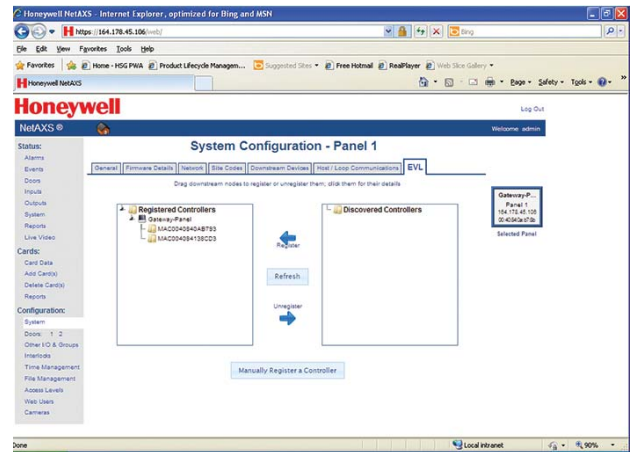 Honeywell NetAXS - Internet Explorer, optimized for Bing and MSN
https://164.178.45.106/web/
Bing
File Edit View Favorites Tools Help
Favorites Home - HSG PWA Product Lifecycle Managem... Suggested Sites Free Hotmail RealPlayer Web Slice Gallery
Honeywell NetAXS
Page Safety Tools
Honeywell
Log Out
NetAXS ®
Welcome admin
Status:
Alarms
Events
Doors
Inputs
Outputs
System
Reports
Live Video
Cards:
Card Data
Add Card(s)
Delete Card(s)
Reports
Configuration:
System
Doors: 1 2
Other I/O & Groups
Interlocks
Time Management
File Management
Access Levels
Web Users
Cameras
System Configuration - Panel 1
General Firmware Details Network Site Codes Downstream Devices Host / Loop Communications EVL
Drag downstream nodes to register or unregister them; click them for their details
Registered Controllers
Gateway-Panel
MAC0040840AB783
MAC00408413BCD3
Register
Refresh
Unregister
Discovered Controllers
Manually Register a Controller
Gateway-P...
Panel 1
164.178.45.106
Selected Panel
Done
Local intranet
90%